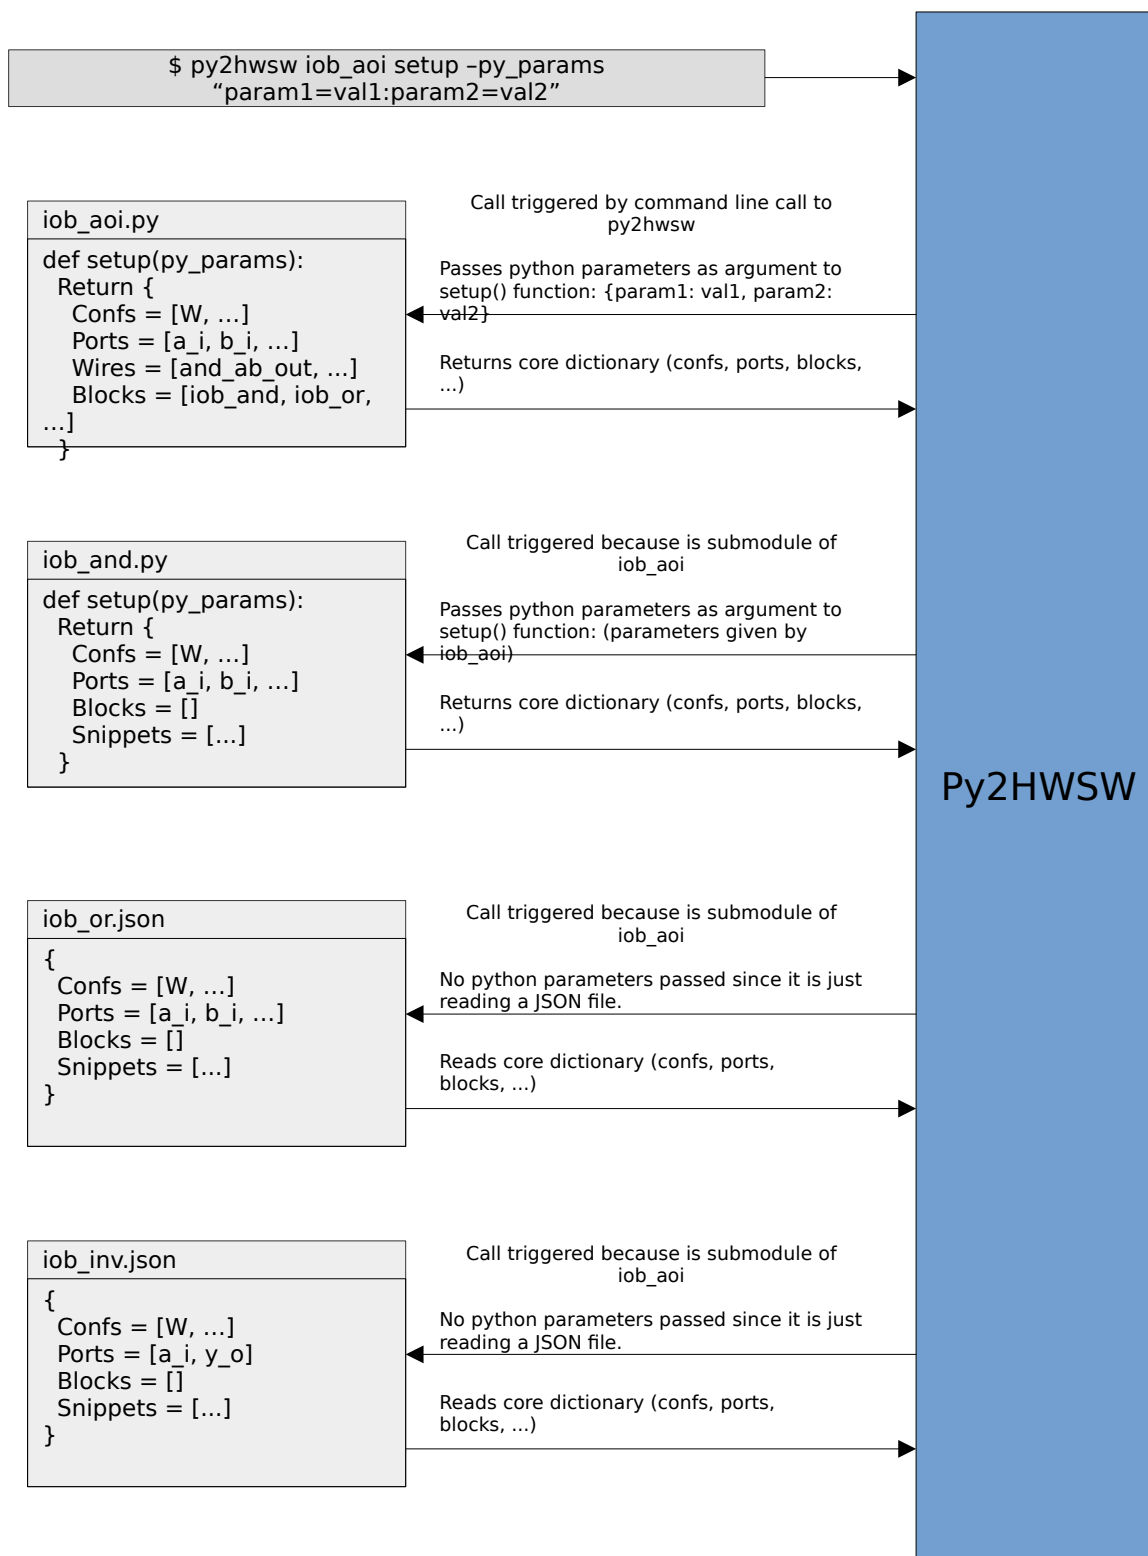 $ py2hwsw iob_aoi setup –py_params
“param1=val1:param2=val2”
iob_aoi.py
def setup(py_params):
Return {
Confs = [W, …]
Ports = [a_i, b_i, …]
Wires = [and_ab_out, …]
Blocks = [iob_and, iob_or,
…]
}
Call triggered by command line call to
py2hwsw
Passes python parameters as argument to
setup() function: {param1: val1, param2:
val2}
Returns core dictionary (confs, ports, blocks,
…)
iob_and.py
def setup(py_params):
Return {
Confs = [W, …]
Ports = [a_i, b_i, …]
Blocks = []
Snippets = […]
}
Call triggered because is submodule of
iob_aoi
Passes python parameters as argument to
setup() function: (parameters given by
iob_aoi)
Returns core dictionary (confs, ports, blocks,
…)
Py2HWSW
iob_or.json
{
Confs = [W, …]
Ports = [a_i, b_i, …]
Blocks = []
Snippets = […]
}
Call triggered because is submodule of
iob_aoi
No python parameters passed since it is just
reading a JSON file.
Reads core dictionary (confs, ports,
blocks, …)
iob_inv.json
{
Confs = [W, …]
Ports = [a_i, y_o]
Blocks = []
Snippets = […]
}
Call triggered because is submodule of
iob_aoi
No python parameters passed since it is just
reading a JSON file.
Reads core dictionary (confs, ports,
blocks, …)